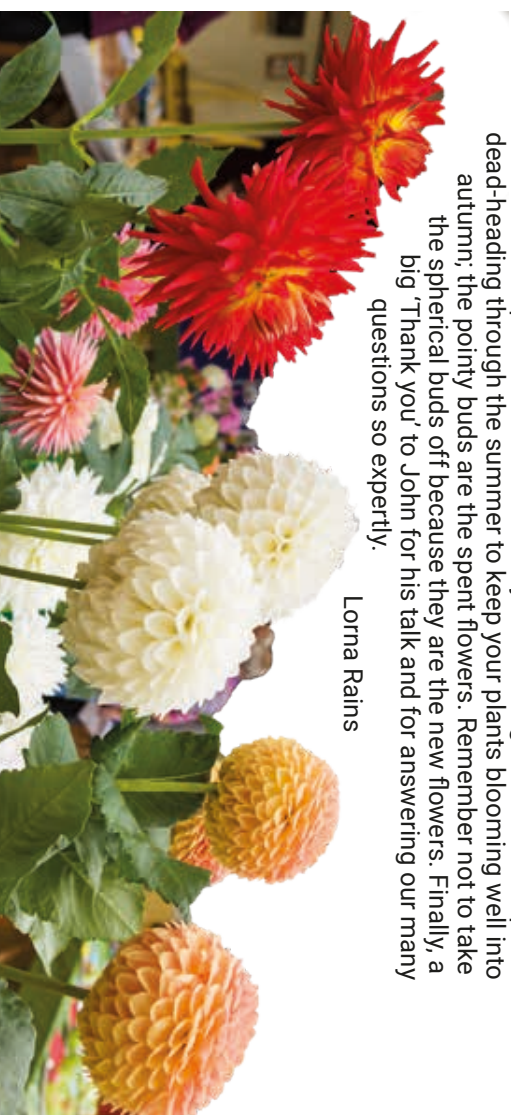 dead-heading through the summer to keep your plants blooming well into
autumn; the pointy buds are the spent flowers. Remember not to take
the spherical buds off because they are the new flowers. Finally, a
big ‘Thank you’ to John for his talk and for answering our many
questions so expertly.
Lorna Rains